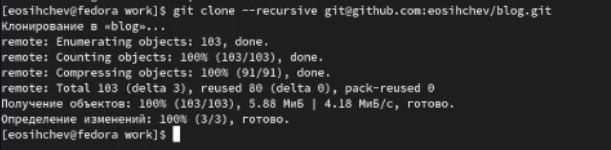 [eosihchev@fedora work]$ git clone --recursive git@github.com:eosihchev/blog.git
Клонирование в «blog»...
remote: Enumerating objects: 103, done.
remote: Counting objects: 100% (103/103), done.
remote: Compressing objects: 100% (91/91), done.
remote: Total 103 (delta 3), reused 80 (delta 0), pack-reused 0
Получение объектов: 100% (103/103), 5.88 МиБ | 4.18 МиБ/с, готово.
Определение изменений: 100% (3/3), готово.
[eosihchev@fedora work]$